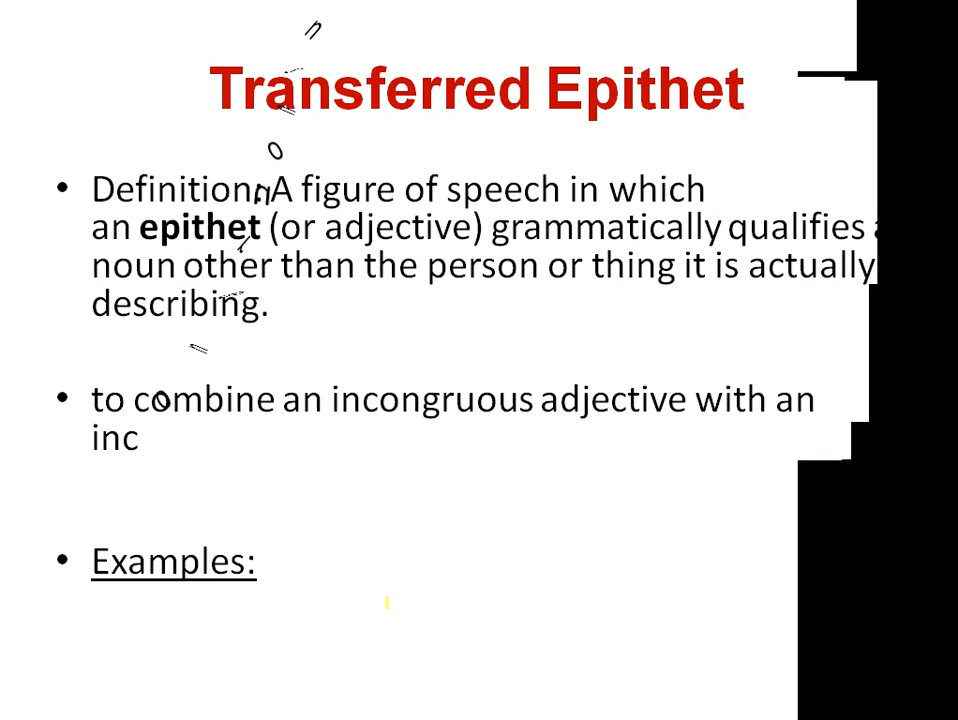 Transferred Epithet
• Definition: A figure of speech in which
an epithet (or adjective) grammatically qualifies a
noun other than the person or thing it is actually
describing.
• to combine an incongruous adjective with an
inc
• Examples: